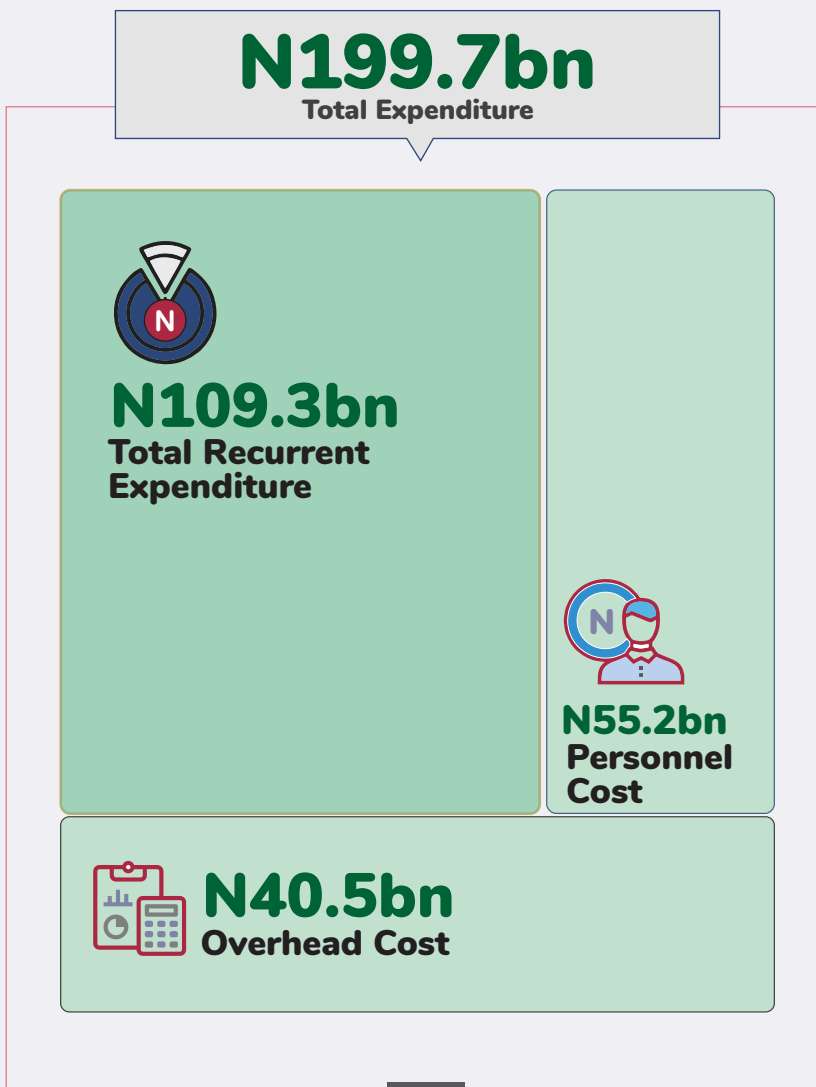 N199.7bn
Total Expenditure
N
N109.3bn
Total Recurrent
Expenditure
N
N55.2bn
Personnel
Cost
N40.5bn
Overhead Cost